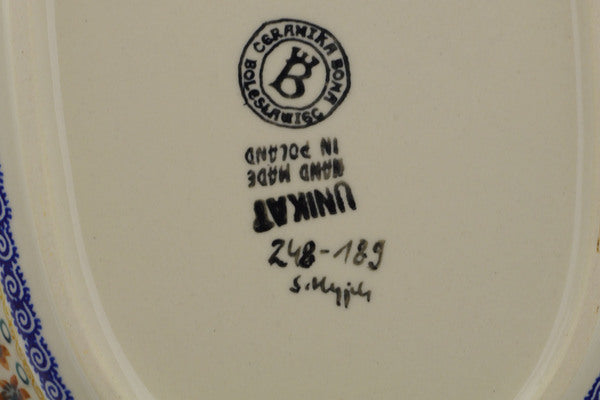 CERAMIKA BONA
BOLESŁAWIEC
B
HAND MADE
IN POLAND
UNIKAT
248-189